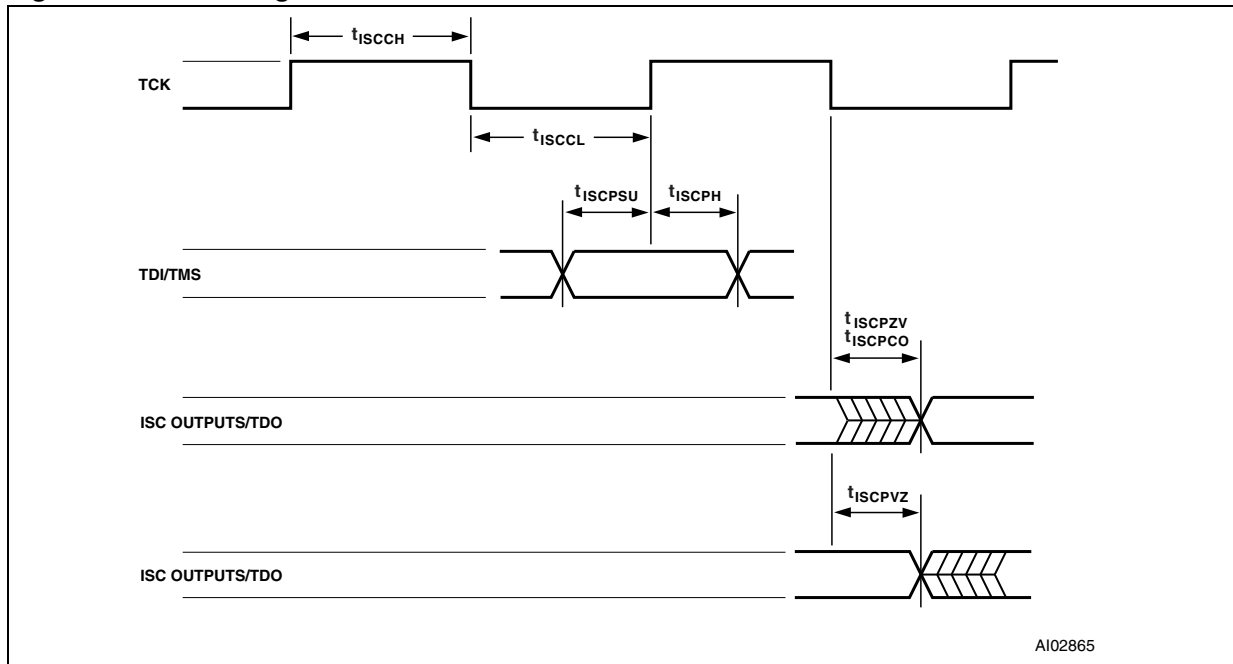 tISCCH
TCK
tISCCL
tISCPSU
tISCPH
TDI/TMS
tISCPZV
tISCPCO
ISC OUTPUTS/TDO
tISCPVZ
ISC OUTPUTS/TDO
AI02865